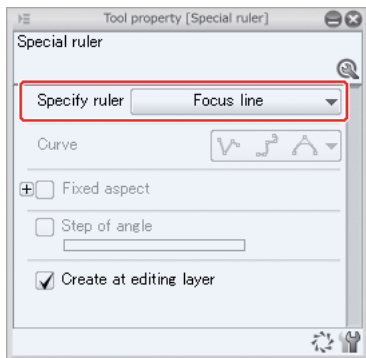 Tool property [Special ruler]
Special ruler
Specify ruler Focus line
Curve
Fixed aspect
Step of angle
Create at editing layer